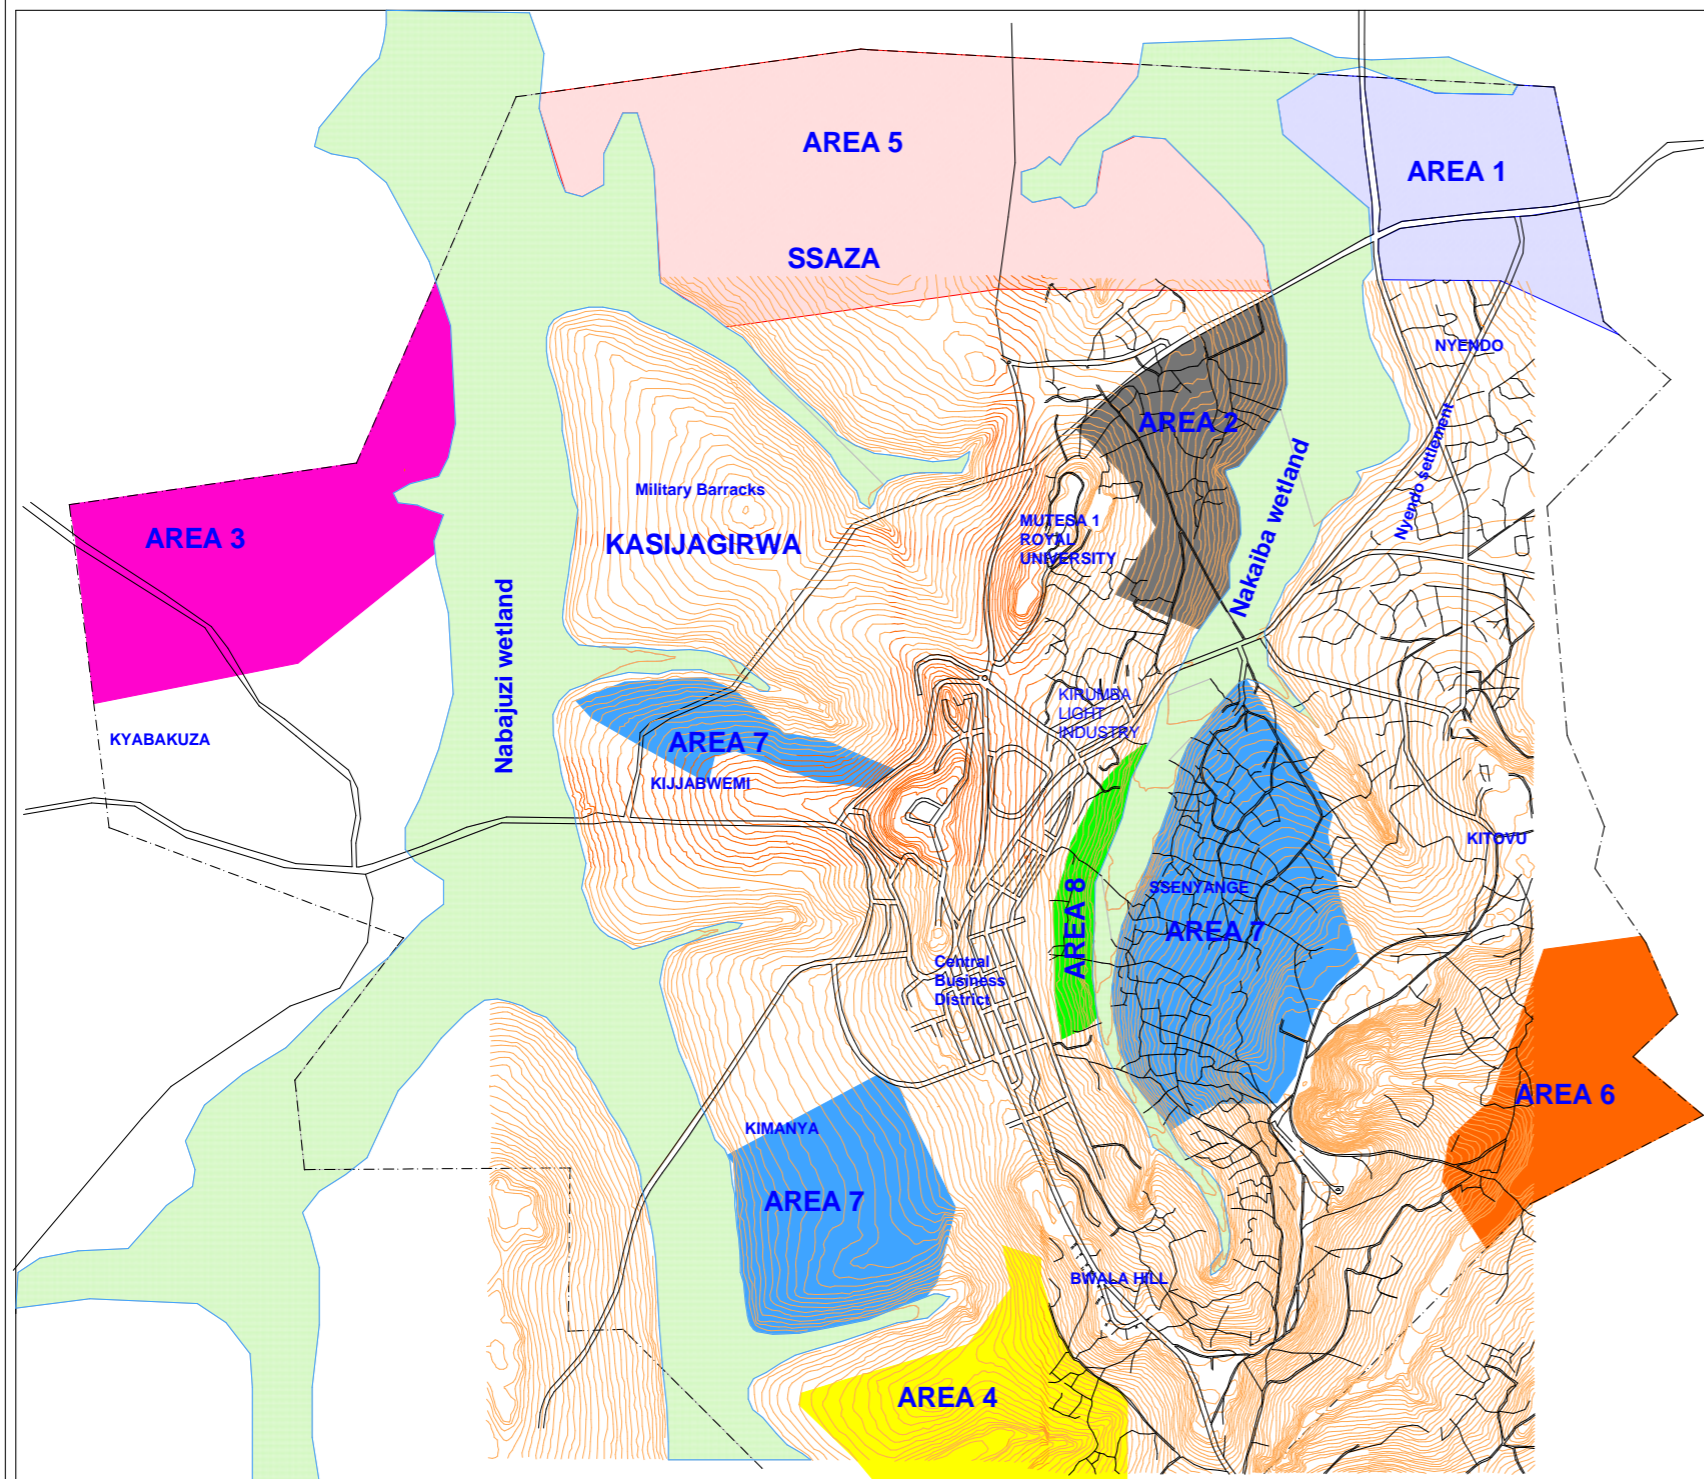 AREA 5
AREA 1
SSAZA
NYENDO
AREA 2
Nyendo settlement
Military Barracks
MUTESA 1
ROYAL
UNIVERSITY
AREA 3
KASIJAGIRWA
Nakaiba wetland
Nabajuzi wetland
KIRUMBA
LIGHT
INDUSTRY
KYABAKUZA
AREA 7
KIJJABWEMI
KITOVU
SSENYANGE
AREA 8
AREA 7
Central
Business
District
AREA 6
KIMANYA
AREA 7
BWALA HILL
AREA 4